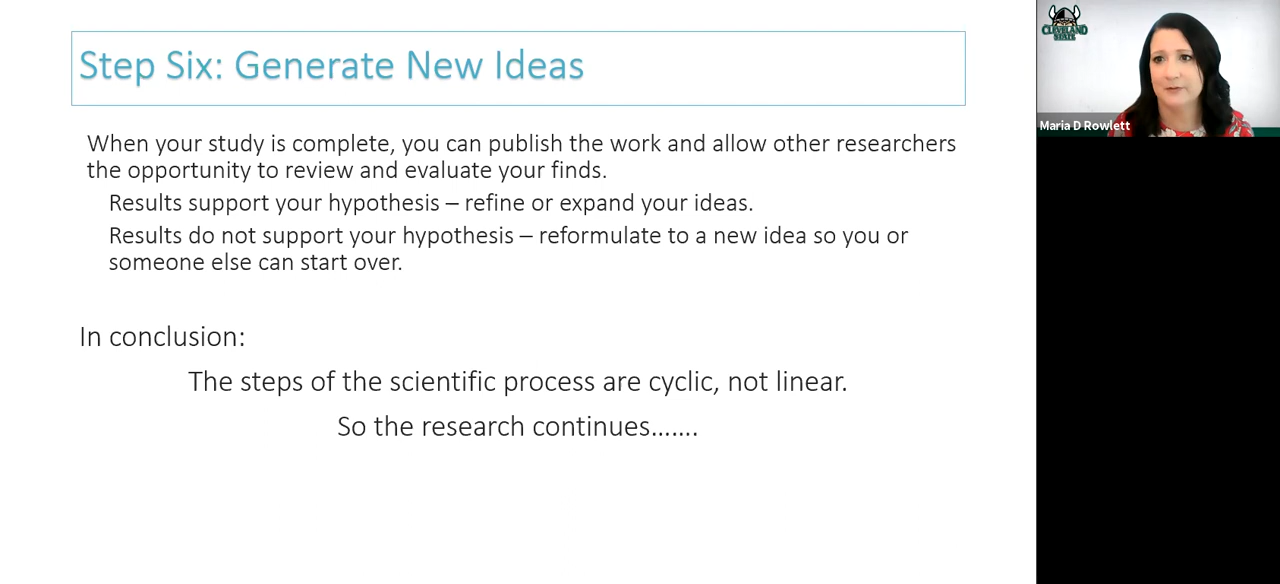 Step Six: Generate New Ideas
When your study is complete, you can publish the work and allow other researchers
the opportunity to review and evaluate your finds.
Results support your hypothesis – refine or expand your ideas.
Results do not support your hypothesis – reformulate to a new idea so you or
someone else can start over.
In conclusion:
The steps of the scientific process are cyclic, not linear.
So the research continues…….
CLEVELAND
STATE
Maria D Rowlett